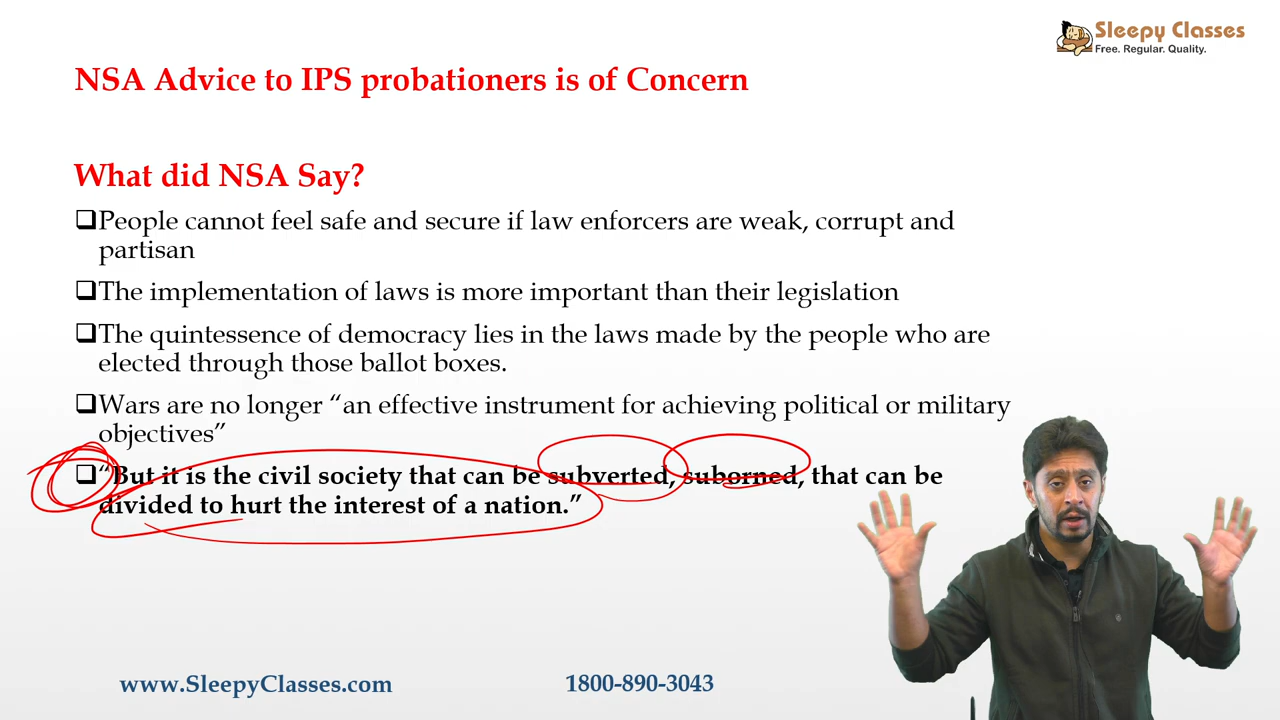 Sleepy Classes
Free. Regular. Quality.
NSA Advice to IPS probationers is of Concern
What did NSA Say?
People cannot feel safe and secure if law enforcers are weak, corrupt and
partisan
The implementation of laws is more important than their legislation
The quintessence of democracy lies in the laws made by the people who are
elected through those ballot boxes.
Wars are no longer “an effective instrument for achieving political or military
objectives”
“But it is the civil society that can be subverted, suborned, that can be
divided to hurt the interest of a nation.”
www.SleepyClasses.com
1800-890-3043